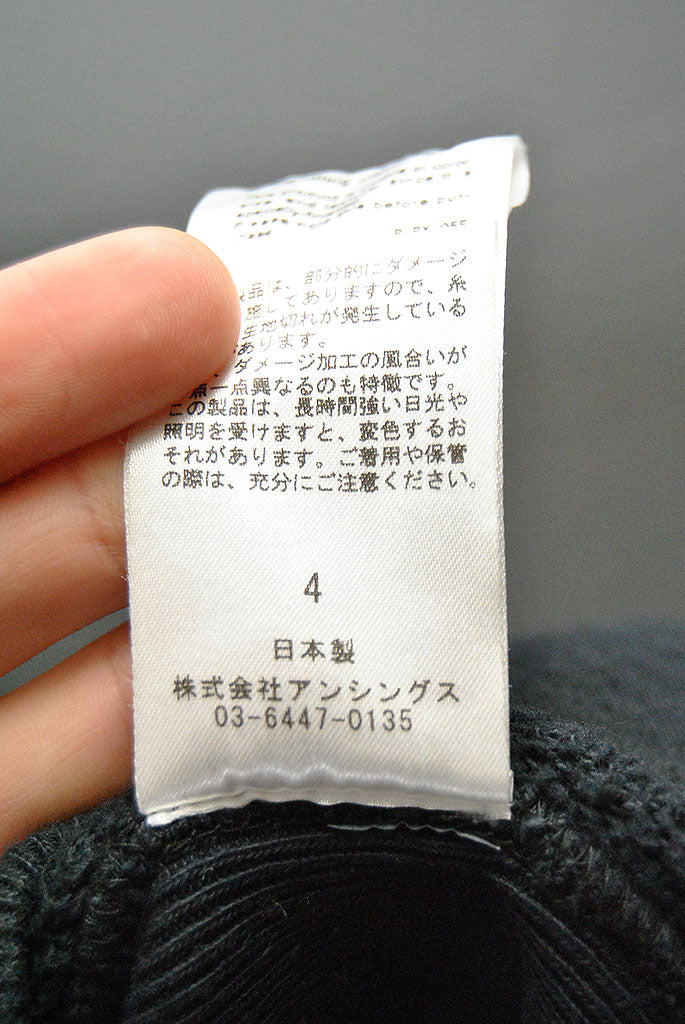 before pur-
製品は、部分的にダメージ
施してありますので、糸
生地切れが発生している
があります。
ダメージ加工の風合いが
点一点異なるのも特徴です。
この製品は、長時間強い日光や
照明を受けますと、変色するお
それがあります。ご着用や保管
の際は、充分にご注意ください。
4
日本製
株式会社アンシングス
03-6447-0135